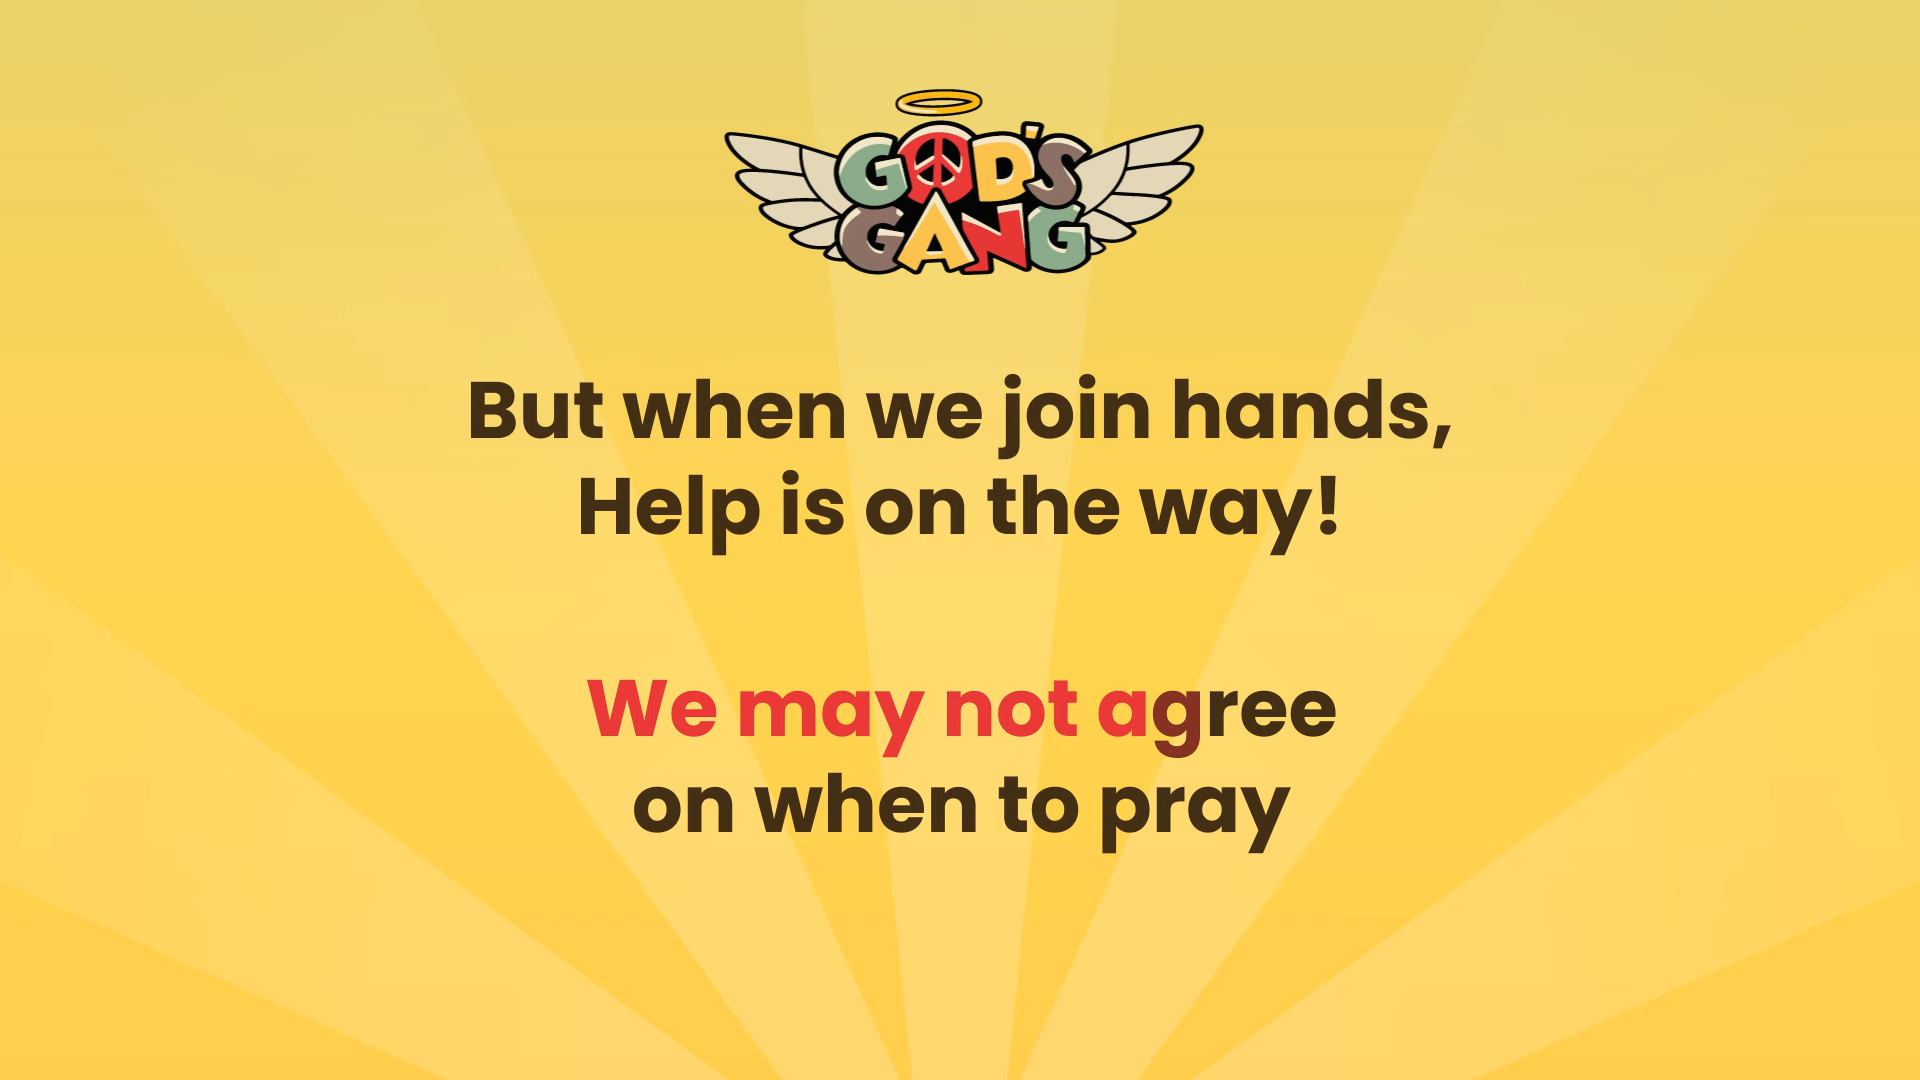 GOD'S
GANG
But when we join hands,
Help is on the way!
We may not agree
on when to pray